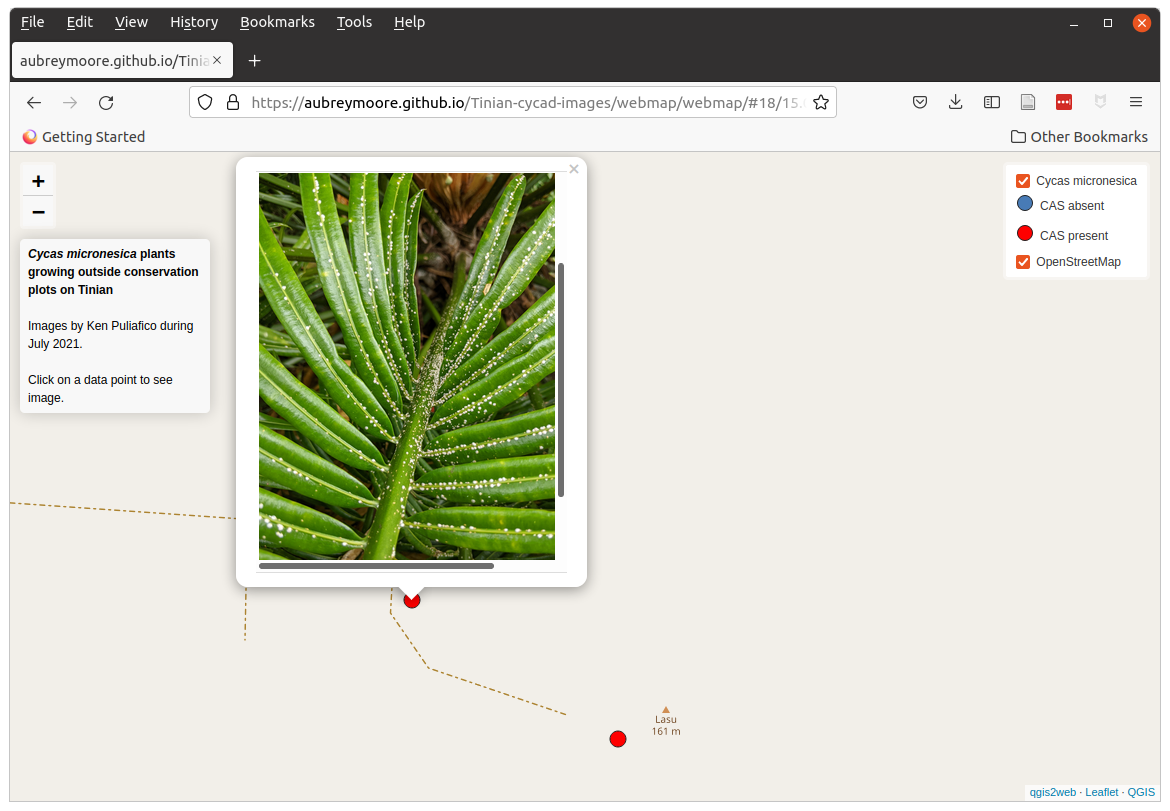 File Edit View History Bookmarks Tools Help
aubreymoore.github.io/Tinia
https://aubreymoore.github.io/Tinian-cycad-images/webmap/webmap/#18/15.
Getting Started
Other Bookmarks
+
−
Cycas micronesica plants
growing outside conservation
plots on Tinian
Images by Ken Puliafico during
July 2021.
Click on a data point to see
image.
×
Cycas micronesica
CAS absent
CAS present
OpenStreetMap
Lasu
161 m
qgis2web · Leaflet · QGIS